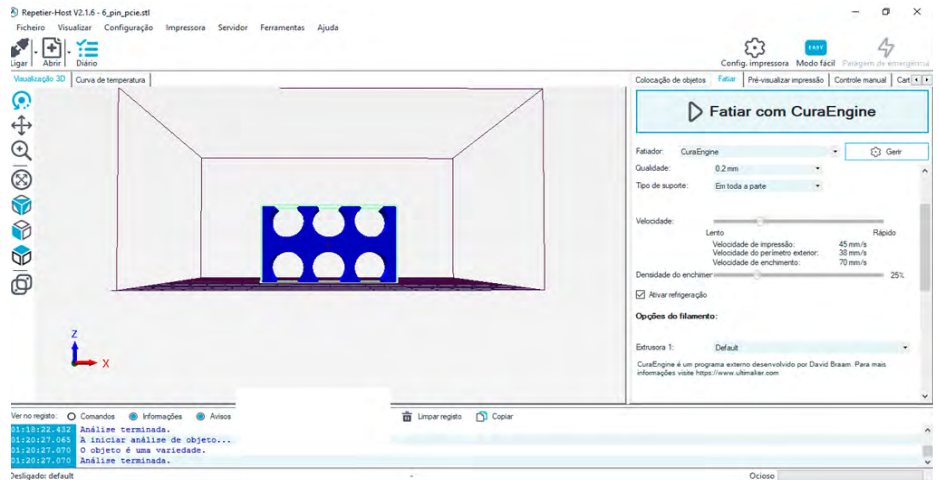 Repetier-Host V2.1.6 - 6_pin_pcie.stl
Ficheiro Visualizar Configuração Impressora Servidor Ferramentas Ajuda
Ligar Abrir Diário Config. impressora Modo fácil Paragem de emergência
EASY
Visualização 3D Curva de temperatura
Colocação de objetos Fatiar Pré-visualizar impressão Controle manual Cart
Fatiar com CuraEngine
Fatiador: CuraEngine Gerir
Qualidade: 0.2 mm
Tipo de suporte: Em toda a parte
Velocidade:
Lento Rápido
Velocidade de impressão: 45 mm/s
Velocidade do perímetro exterior: 38 mm/s
Velocidade de enchimento: 70 mm/s
Densidade do enchimer 25%
Ativar refrigeração
Opções do filamento:
Extrusora 1: Default
CuraEngine é um programa externo desenvolvido por David Braam. Para mais
informações visite https://www.ultimaker.com
Z
X
Ver no registo: Comandos Informações Avisos Limpar registo Copiar
01:18:22.432 Análise terminada.
01:20:27.065 A iniciar análise de objeto...
01:20:27.070 O objeto é uma variedade.
01:20:27.070 Análise terminada.
Desligado: default - Ocioso